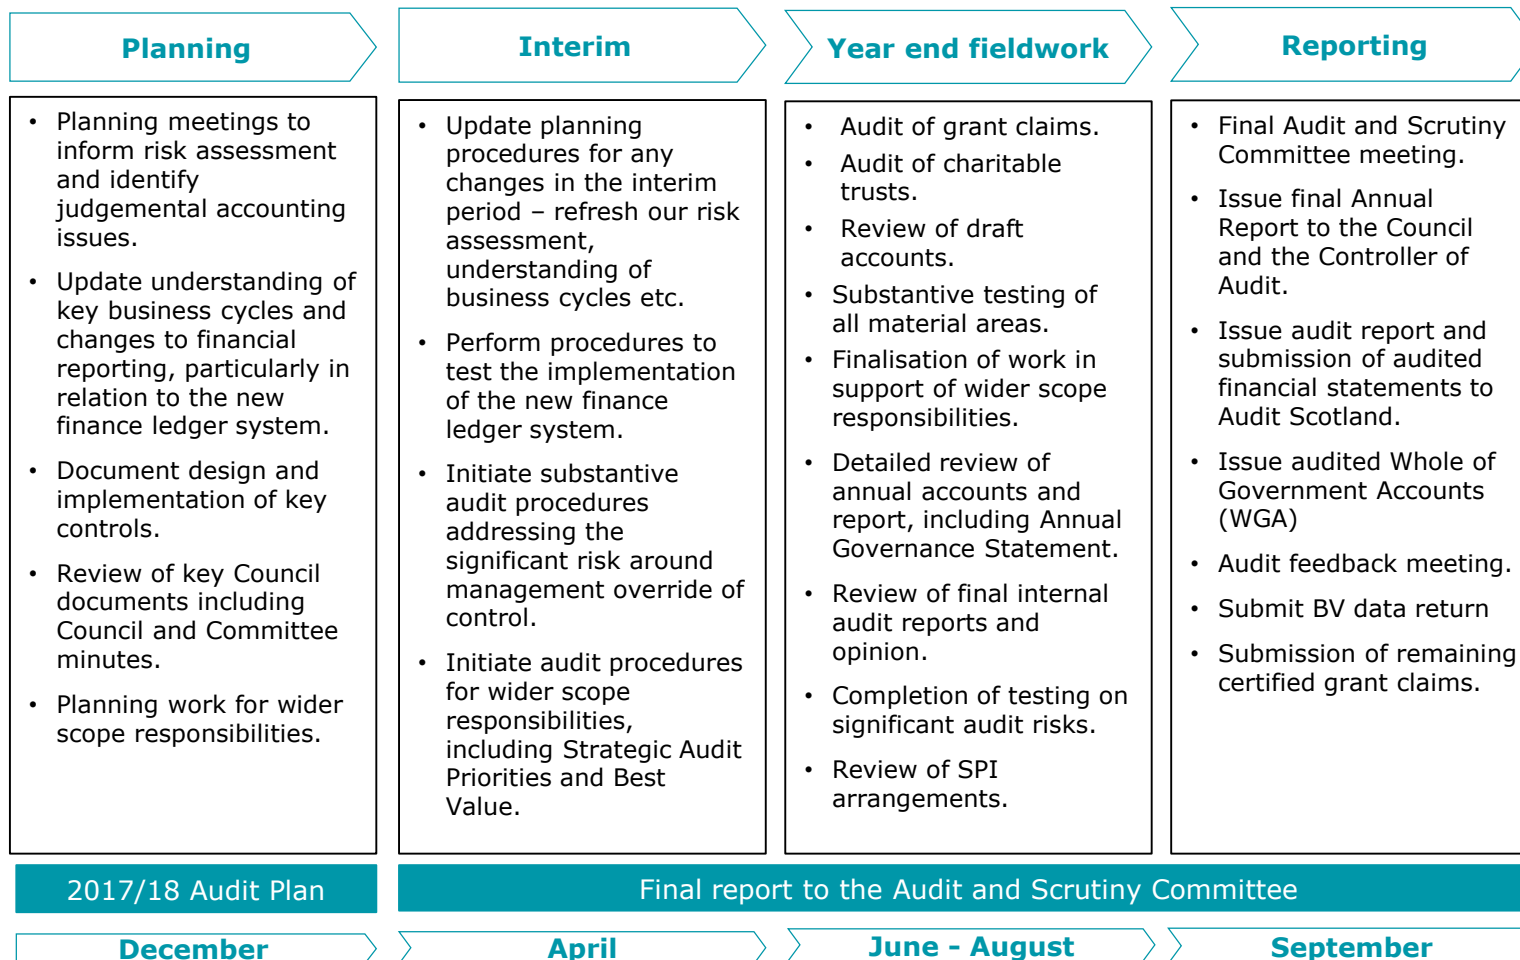 Planning
Interim
Year end fieldwork
Reporting
• Planning meetings to
inform risk assessment
and identify
judgemental accounting
issues.
• Update understanding of
key business cycles and
changes to financial
reporting, particularly in
relation to the new
finance ledger system.
• Document design and
implementation of key
controls.
• Review of key Council
documents including
Council and Committee
minutes.
• Planning work for wider
scope responsibilities.
• Update planning
procedures for any
changes in the interim
period – refresh our risk
assessment,
understanding of
business cycles etc.
• Perform procedures to
test the implementation
of the new finance
ledger system.
• Initiate substantive
audit procedures
addressing the
significant risk around
management override of
control.
• Initiate audit procedures
for wider scope
responsibilities,
including Strategic Audit
Priorities and Best
Value.
• Audit of grant claims.
• Audit of charitable
trusts.
• Review of draft
accounts.
• Substantive testing of
all material areas.
• Finalisation of work in
support of wider scope
responsibilities.
• Detailed review of
annual accounts and
report, including Annual
Governance Statement.
• Review of final internal
audit reports and
opinion.
• Completion of testing on
significant audit risks.
• Review of SPI
arrangements.
• Final Audit and Scrutiny
Committee meeting.
• Issue final Annual
Report to the Council
and the Controller of
Audit.
• Issue audit report and
submission of audited
financial statements to
Audit Scotland.
• Issue audited Whole of
Government Accounts
(WGA)
• Audit feedback meeting.
• Submit BV data return
• Submission of remaining
certified grant claims.
2017/18 Audit Plan
Final report to the Audit and Scrutiny Committee
December
April
June - August
September